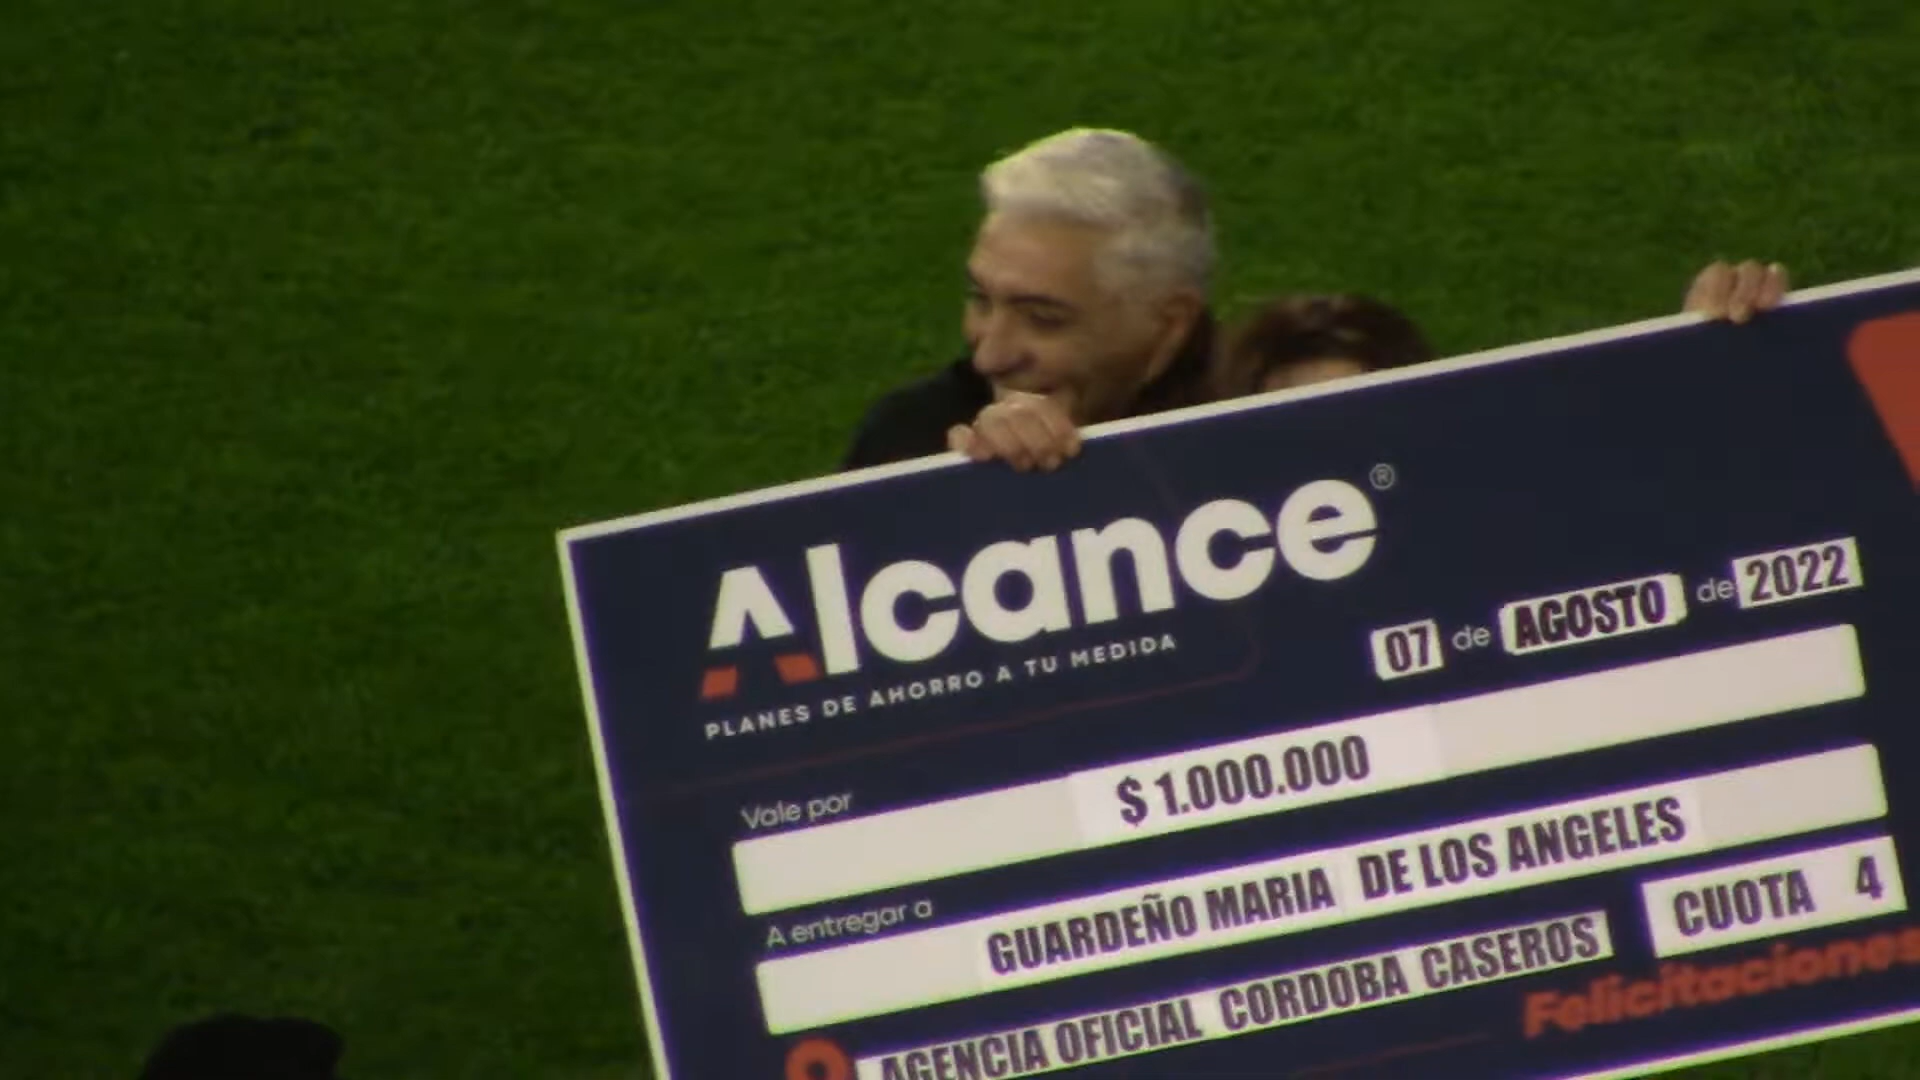 Alcance®
PLANES DE AHORRO A TU MEDIDA
07 de AGOSTO de 2022
Vale por
$ 1.000.000
A entregar a
GUARDEÑO MARIA DE LOS ANGELES
AGENCIA OFICIAL CORDOBA CASEROS
CUOTA 4
Felicitaciones